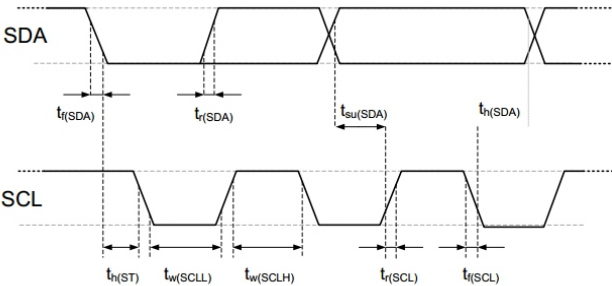 SDA
tf(SDA) tr(SDA) tsu(SDA) th(SDA)
SCL
th(ST) tw(SCLL) tw(SCLH) tr(SCL) tf(SCL)